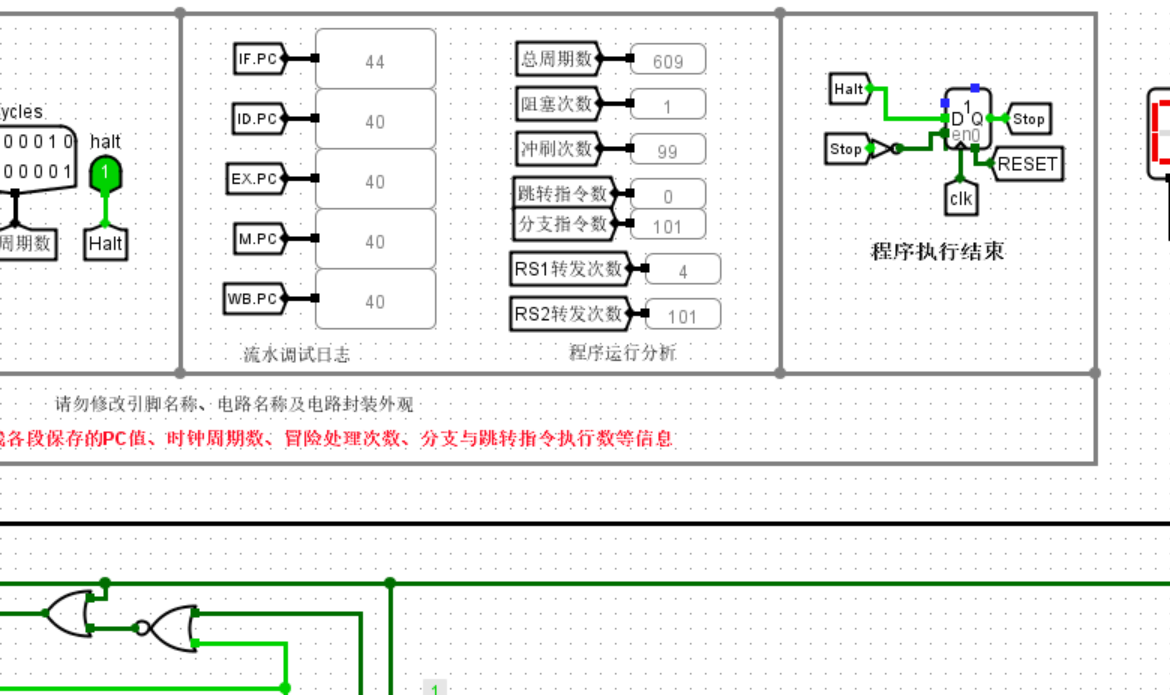 IF.PC 44
ID.PC 40
EX.PC 40
M.PC 40
WB.PC 40
流水调试日志
总周期数 609
阻塞次数 1
冲刷次数 99
跳转指令数 0
分支指令数 101
RS1转发次数 4
RS2转发次数 101
程序运行分析
ycles
000010
00001
周期数
halt
1
Halt
Halt
Stop
1
D Q
en0
Stop
RESET
clk
程序执行结束
请勿修改引脚名称、电路名称及电路封装外观
各段保存的PC值、时钟周期数、冒险处理次数、分支与跳转指令执行数等信息
1